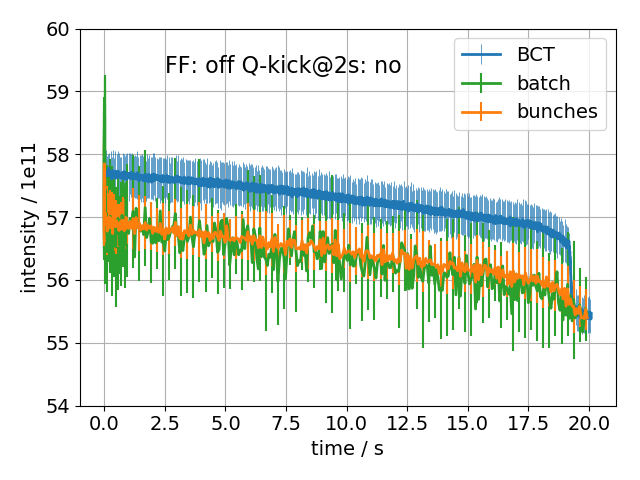 FF: off Q-kick@2s: no
BCT
batch
bunches
intensity / 1e11
60
59
58
57
56
55
54
0.0 2.5 5.0 7.5 10.0 12.5 15.0 17.5 20.0
time / s